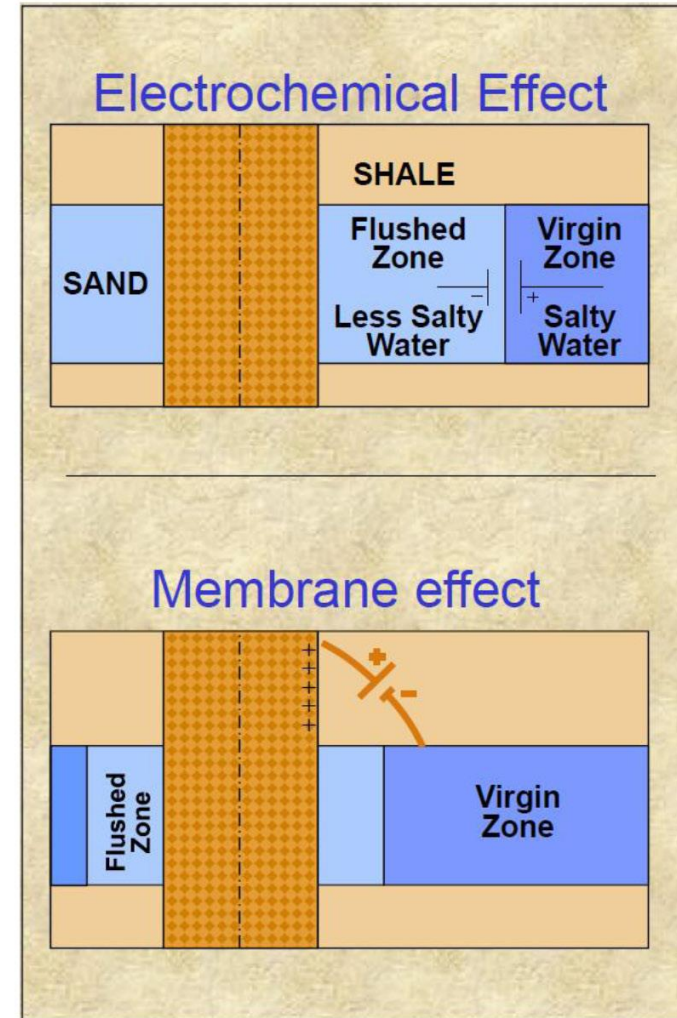 Electrochemical Effect
SHALE
SAND
Flushed
Zone
Less Salty
Water
-
+
Virgin
Zone
Salty
Water
Membrane effect
+
+
+
+
+
+
-
Flushed
Zone
Virgin
Zone